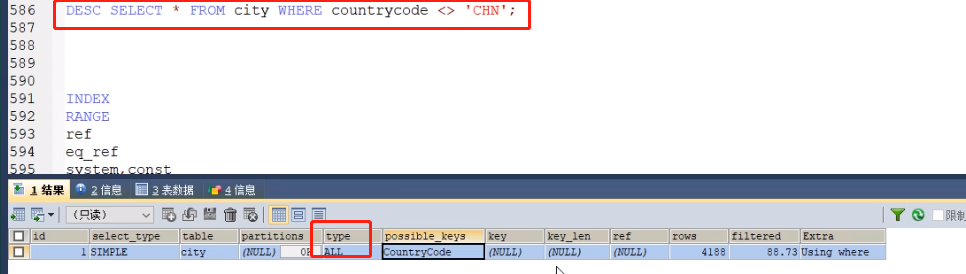 586 DESC SELECT * FROM city WHERE countrycode <> 'CHN';
587
588
589
590
591 INDEX
592 RANGE
593 ref
594 eq_ref
595 system,const
1 结果 2 信息 3 表数据 4 信息
(只读) 限制
id select_type table partitions type possible_keys key key_len ref rows filtered Extra
1 SIMPLE city (NULL) ALL CountryCode (NULL) (NULL) (NULL) 4188 88.73 Using where